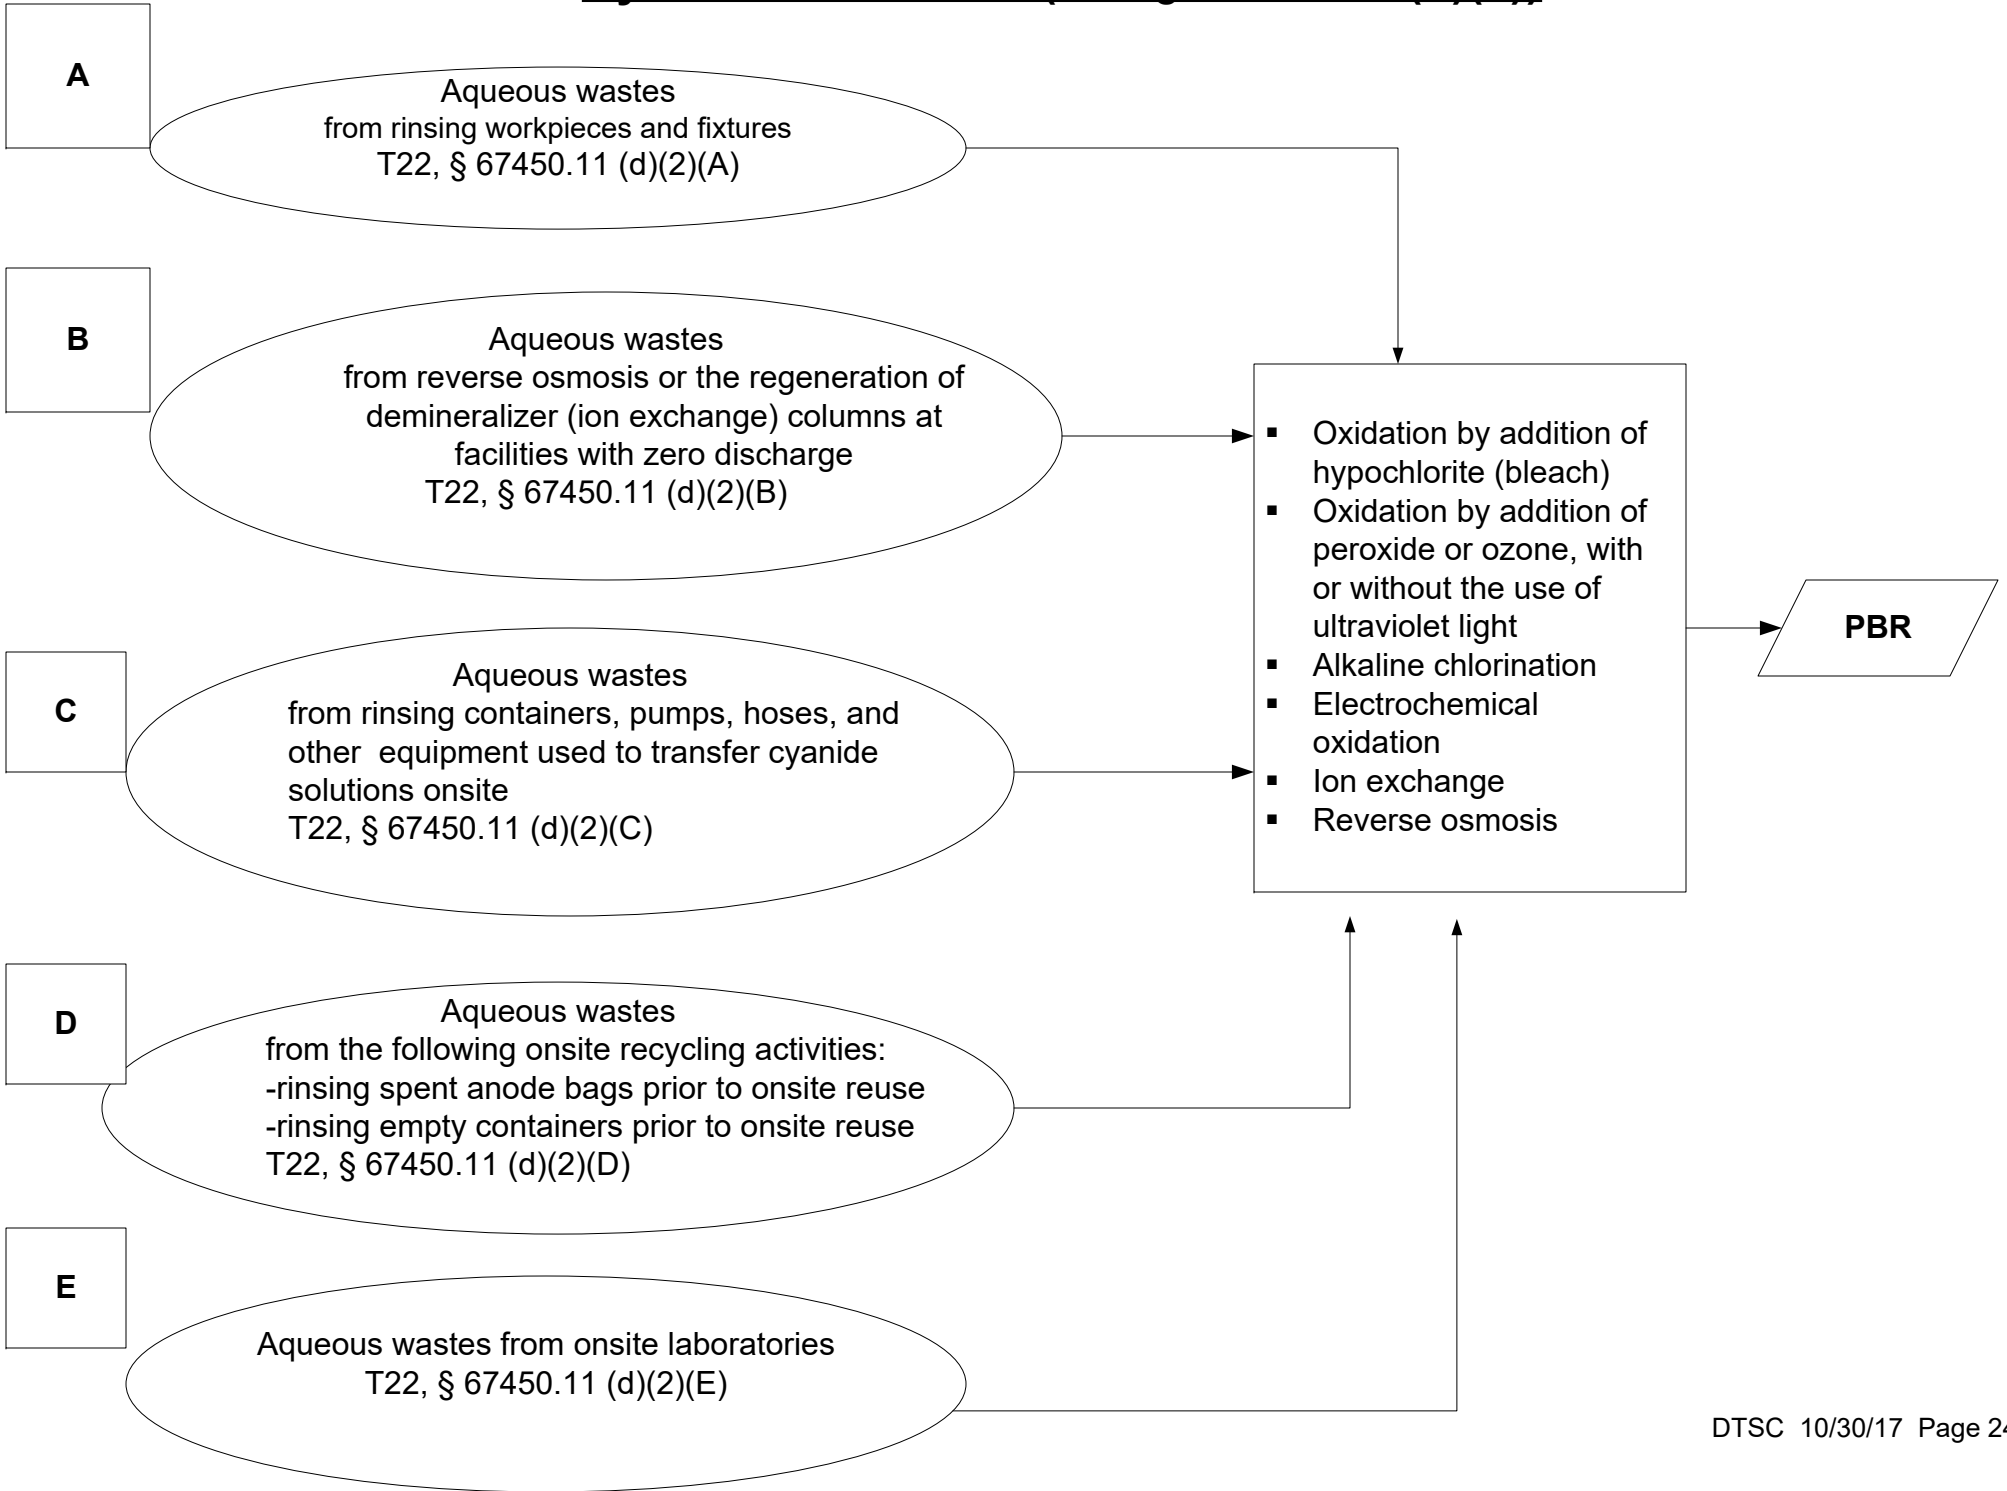 A
Aqueous wastes
from rinsing workpieces and fixtures
T22, § 67450.11 (d)(2)(A)
B
Aqueous wastes
from reverse osmosis or the regeneration of
demineralizer (ion exchange) columns at
facilities with zero discharge
T22, § 67450.11 (d)(2)(B)
C
Aqueous wastes
from rinsing containers, pumps, hoses, and
other equipment used to transfer cyanide
solutions onsite
T22, § 67450.11 (d)(2)(C)
D
Aqueous wastes
from the following onsite recycling activities:
-rinsing spent anode bags prior to onsite reuse
-rinsing empty containers prior to onsite reuse
T22, § 67450.11 (d)(2)(D)
E
Aqueous wastes from onsite laboratories
T22, § 67450.11 (d)(2)(E)
▪ Oxidation by addition of
hypochlorite (bleach)
▪ Oxidation by addition of
peroxide or ozone, with
or without the use of
ultraviolet light
▪ Alkaline chlorination
▪ Electrochemical
oxidation
▪ Ion exchange
▪ Reverse osmosis
PBR
DTSC 10/30/17 Page 24